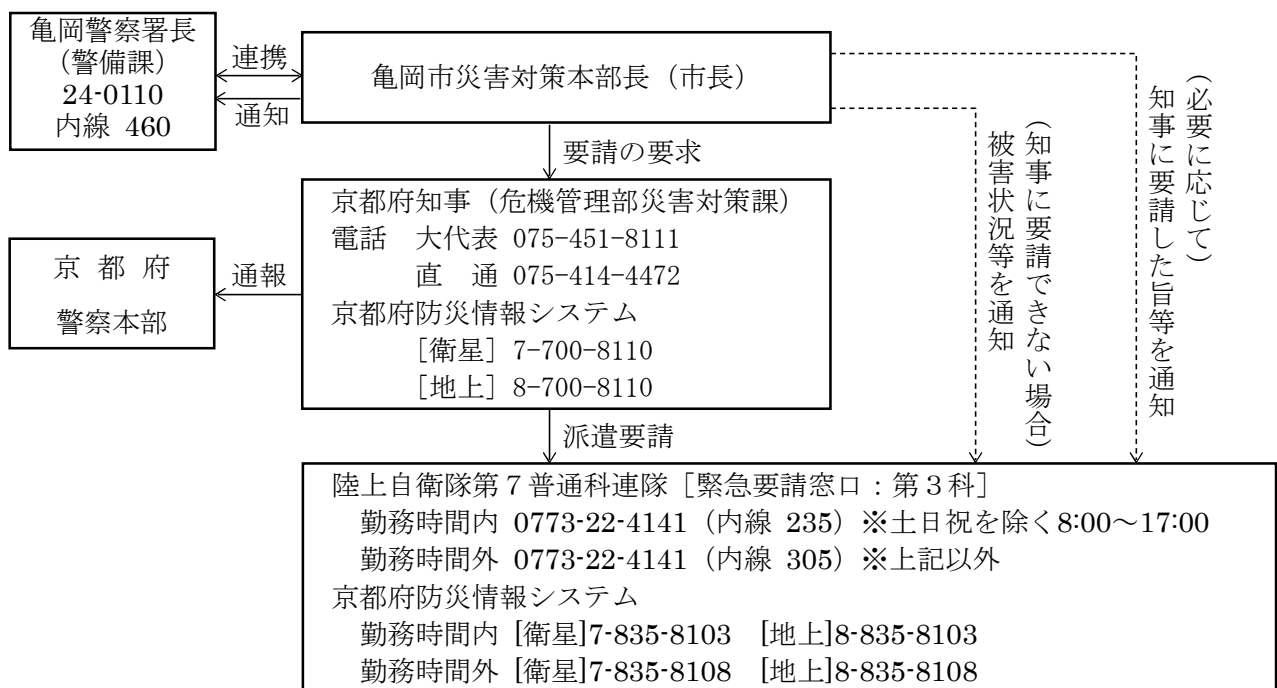 亀岡警察署長
(警備課)
24-0110
内線 460
連携
通知
亀岡市災害対策本部長（市長）
要請の要求
京都府知事（危機管理部災害対策課）
電話　大代表 075-451-8111
直　通 075-414-4472
京都府防災情報システム
［衛星］7-700-8110
［地上］8-700-8110
通報
京 都 府
警察本部
派遣要請
(知事に要請できない場合)
被害状況等を通知
(必要に応じて)
知事に要請した旨等を通知
陸上自衛隊第７普通科連隊［緊急要請窓口：第３科］
勤務時間内 0773-22-4141（内線 235）※土日祝を除く8:00～17:00
勤務時間外 0773-22-4141（内線 305）※上記以外
京都府防災情報システム
勤務時間内 [衛星]7-835-8103　[地上]8-835-8103
勤務時間外 [衛星]7-835-8108　[地上]8-835-8108